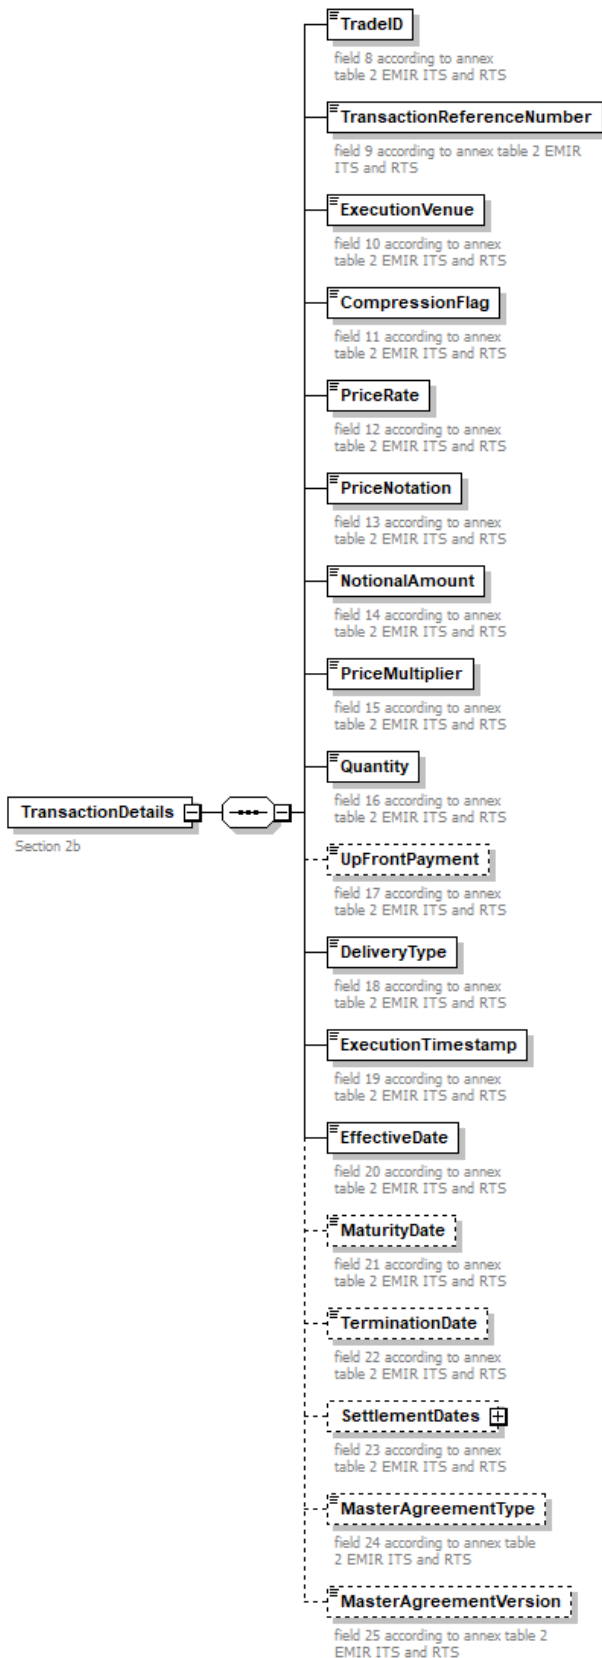 TradeID
field 8 according to annex
table 2 EMIR ITS and RTS
TransactionReferenceNumber
field 9 according to annex table 2 EMIR
ITS and RTS
ExecutionVenue
field 10 according to annex
table 2 EMIR ITS and RTS
CompressionFlag
field 11 according to annex
table 2 EMIR ITS and RTS
PriceRate
field 12 according to annex
table 2 EMIR ITS and RTS
PriceNotation
field 13 according to annex
table 2 EMIR ITS and RTS
NotionalAmount
field 14 according to annex
table 2 EMIR ITS and RTS
PriceMultiplier
field 15 according to annex
table 2 EMIR ITS and RTS
Quantity
field 16 according to annex
table 2 EMIR ITS and RTS
TransactionDetails
Section 2b
UpFrontPayment
field 17 according to annex
table 2 EMIR ITS and RTS
DeliveryType
field 18 according to annex
table 2 EMIR ITS and RTS
ExecutionTimestamp
field 19 according to annex
table 2 EMIR ITS and RTS
EffectiveDate
field 20 according to annex
table 2 EMIR ITS and RTS
MaturityDate
field 21 according to annex
table 2 EMIR ITS and RTS
TerminationDate
field 22 according to annex
table 2 EMIR ITS and RTS
SettlementDates
field 23 according to annex
table 2 EMIR ITS and RTS
MasterAgreementType
field 24 according to annex table
2 EMIR ITS and RTS
MasterAgreementVersion
field 25 according to annex table 2
EMIR ITS and RTS